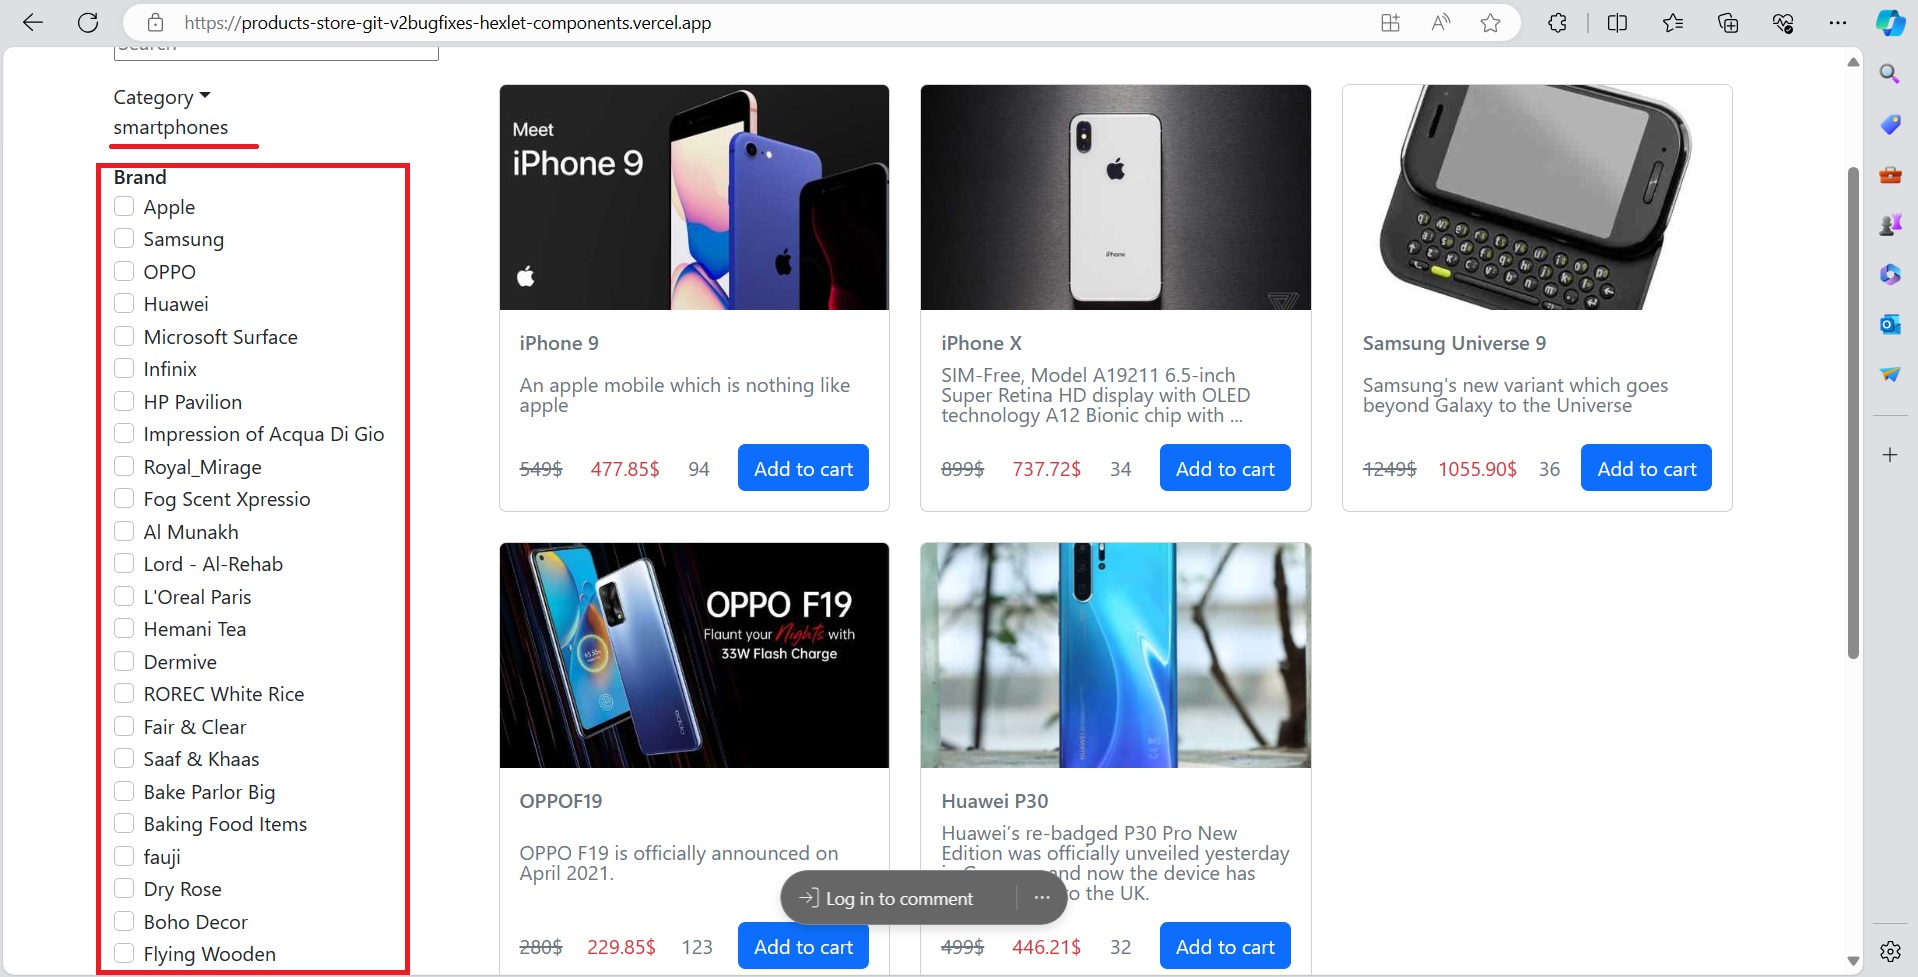 https://products-store-git-v2bugfixes-hexlet-components.vercel.app
Search
Category
smartphones
Brand
Apple
Samsung
OPPO
Huawei
Microsoft Surface
Infinix
HP Pavilion
Impression of Acqua Di Gio
Royal_Mirage
Fog Scent Xpressio
Al Munakh
Lord - Al-Rehab
L'Oreal Paris
Hemani Tea
Dermive
ROREC White Rice
Fair & Clear
Saaf & Khaas
Bake Parlor Big
Baking Food Items
fauji
Dry Rose
Boho Decor
Flying Wooden
Meet
iPhone 9
iPhone 9
An apple mobile which is nothing like
apple
549$ 477.85$ 94 Add to cart
iPhone
iPhone X
SIM-Free, Model A19211 6.5-inch
Super Retina HD display with OLED
technology A12 Bionic chip with ...
899$ 737.72$ 34 Add to cart
Samsung Universe 9
Samsung's new variant which goes
beyond Galaxy to the Universe
1249$ 1055.90$ 36 Add to cart
OPPO F19
Flaunt your Nights with
33W Flash Charge
oppo
OPPOF19
OPPO F19 is officially announced on
April 2021.
280$ 229.85$ 123 Add to cart
HUAWEI
Huawei P30
Huawei’s re-badged P30 Pro New
Edition was officially unveiled yesterday
and now the device has
to the UK.
499$ 446.21$ 32 Add to cart
Log in to comment